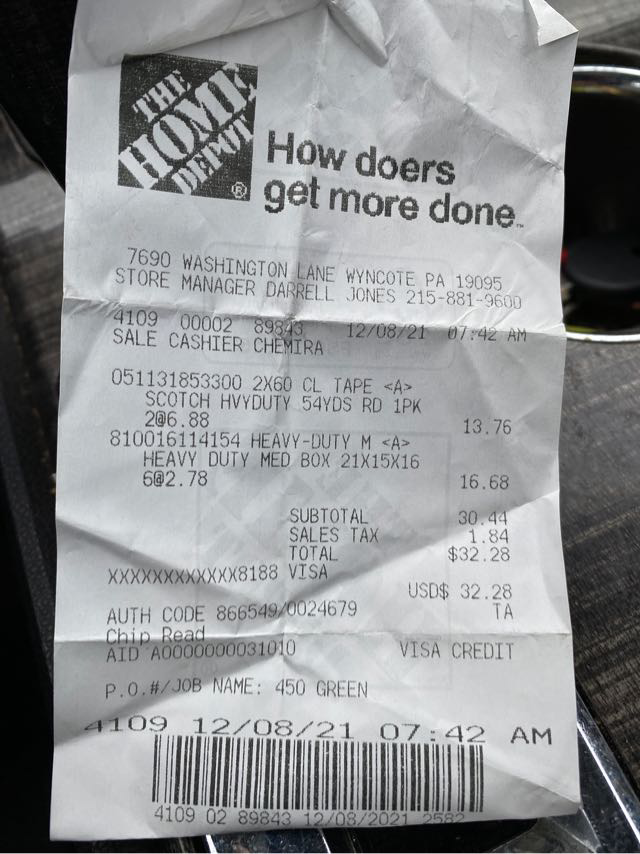 THE
HOME
DEPOT
®
How doers
get more done™
7690 WASHINGTON LANE WYNCOTE PA 19095
STORE MANAGER DARRELL JONES 215-881-9600
4109 00002 89843 12/08/21 07:42 AM
SALE CASHIER CHEMIRA
051131853300 2X60 CL TAPE <A>
SCOTCH HVYDUTY 54YDS RD 1PK
2@6.88 13.76
810016114154 HEAVY-DUTY M <A>
HEAVY DUTY MED BOX 21X15X16
6@2.78 16.68
SUBTOTAL 30.44
SALES TAX 1.84
TOTAL $32.28
XXXXXXXXXXXX8188 VISA
USD$ 32.28
AUTH CODE 866549/0024679 TA
Chip Read
AID A0000000031010 VISA CREDIT
P.O.#/JOB NAME: 450 GREEN
4109 12/08/21 07:42 AM
4109 02 89843 12/08/2021 2582